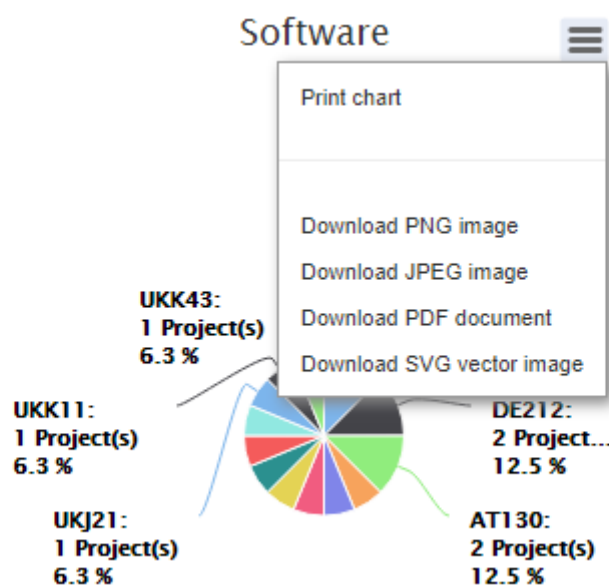 Software
Print chart
Download PNG image
Download JPEG image
Download PDF document
Download SVG vector image
UKK43:
1 Project(s)
6.3 %
UKK11:
1 Project(s)
6.3 %
DE212:
2 Project...
12.5 %
UKJ21:
1 Project(s)
6.3 %
AT130:
2 Project(s)
12.5 %